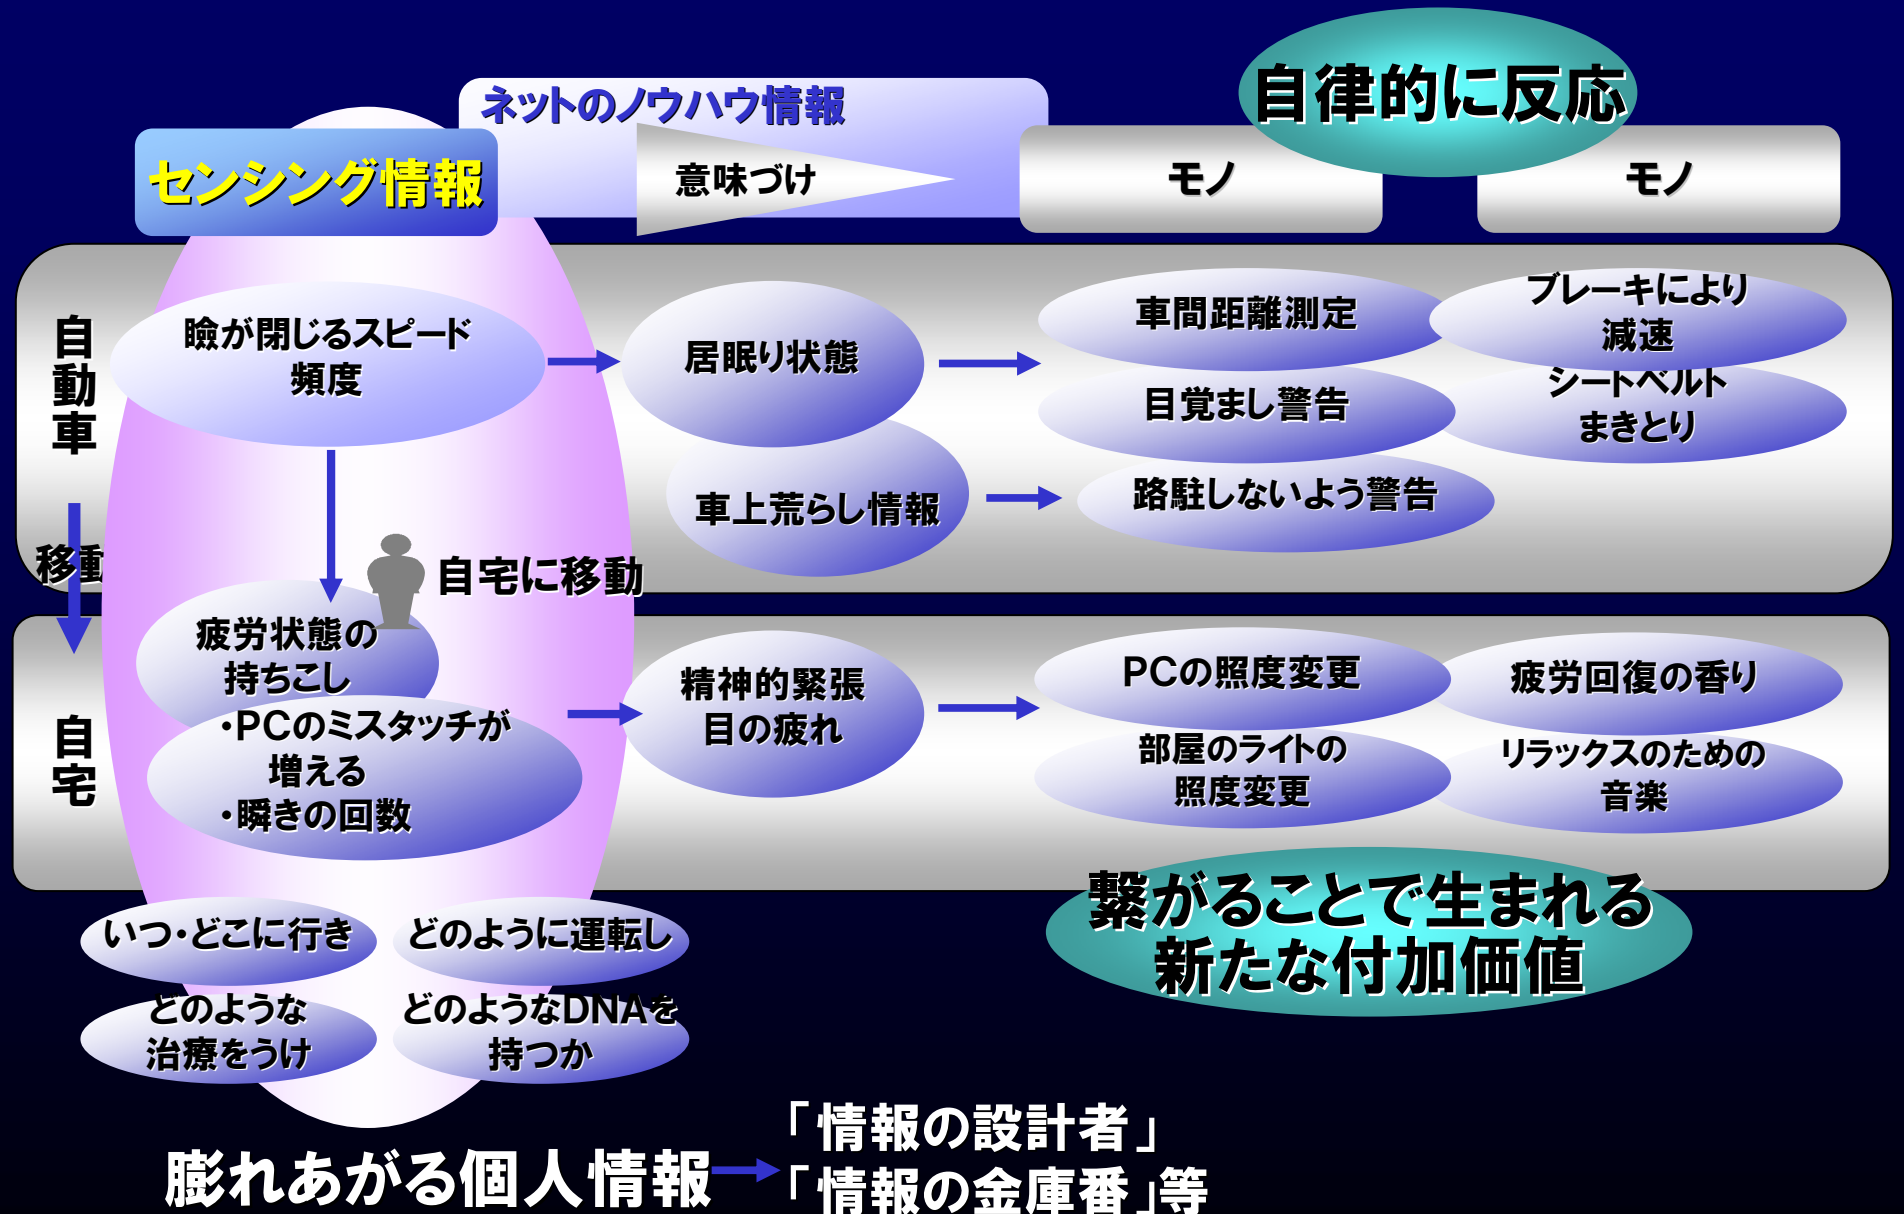 自律的に反応
ネットのノウハウ情報
センシング情報
意味づけ
モノ
モノ
自動車
瞼が閉じるスピード
頻度
居眠り状態
車間距離測定
ブレーキにより
減速
目覚まし警告
シートベルト
まきとり
車上荒らし情報
路駐しないよう警告
移動
自宅に移動
自宅
疲労状態の
持ちこし
・PCのミスタッチが
増える
・瞬きの回数
精神的緊張
目の疲れ
PCの照度変更
疲労回復の香り
部屋のライトの
照度変更
リラックスのための
音楽
繋がることで生まれる
新たな付加価値
いつ・どこに行き
どのように運転し
どのような
治療をうけ
どのようなDNAを
持つか
膨れあがる個人情報
「情報の設計者」
「情報の金庫番」等